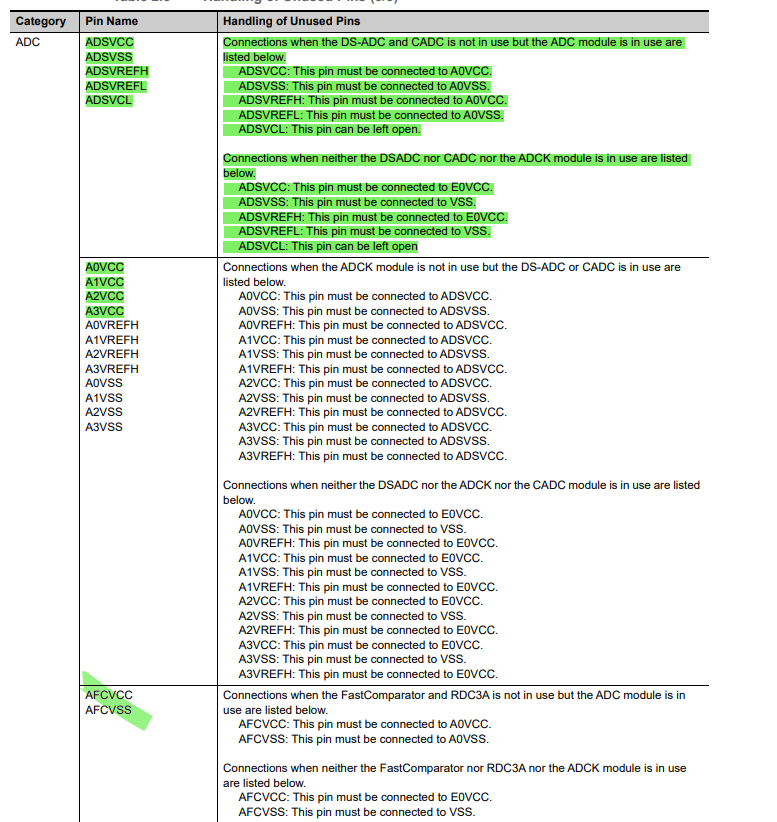 Category Pin Name Handling of Unused Pins
ADC
ADSVCC
ADSVSS
ADSVREFH
ADSVREFL
ADSVCL
Connections when the DS-ADC and CADC is not in use but the ADC module is in use are
listed below.
ADSVCC: This pin must be connected to A0VCC.
ADSVSS: This pin must be connected to A0VSS.
ADSVREFH: This pin must be connected to A0VCC.
ADSVREFL: This pin must be connected to A0VSS.
ADSVCL: This pin can be left open.
Connections when neither the DSADC nor CADC nor the ADCK module is in use are listed
below.
ADSVCC: This pin must be connected to E0VCC.
ADSVSS: This pin must be connected to VSS.
ADSVREFH: This pin must be connected to E0VCC.
ADSVREFL: This pin must be connected to VSS.
ADSVCL: This pin can be left open
A0VCC
A1VCC
A2VCC
A3VCC
A0VREFH
A1VREFH
A2VREFH
A3VREFH
A0VSS
A1VSS
A2VSS
A3VSS
Connections when the ADCK module is not in use but the DS-ADC or CADC is in use are
listed below.
A0VCC: This pin must be connected to ADSVCC.
A0VSS: This pin must be connected to ADSVSS.
A0VREFH: This pin must be connected to ADSVCC.
A1VCC: This pin must be connected to ADSVCC.
A1VSS: This pin must be connected to ADSVSS.
A1VREFH: This pin must be connected to ADSVCC.
A2VCC: This pin must be connected to ADSVCC.
A2VSS: This pin must be connected to ADSVSS.
A2VREFH: This pin must be connected to ADSVCC.
A3VCC: This pin must be connected to ADSVCC.
A3VSS: This pin must be connected to ADSVSS.
A3VREFH: This pin must be connected to ADSVCC.
Connections when neither the DSADC nor the ADCK nor the CADC module is in use are listed
below.
A0VCC: This pin must be connected to E0VCC.
A0VSS: This pin must be connected to VSS.
A0VREFH: This pin must be connected to E0VCC.
A1VCC: This pin must be connected to E0VCC.
A1VSS: This pin must be connected to VSS.
A1VREFH: This pin must be connected to E0VCC.
A2VCC: This pin must be connected to E0VCC.
A2VSS: This pin must be connected to VSS.
A2VREFH: This pin must be connected to E0VCC.
A3VCC: This pin must be connected to E0VCC.
A3VSS: This pin must be connected to VSS.
A3VREFH: This pin must be connected to E0VCC.
AFCVCC
AFCVSS
Connections when the FastComparator and RDC3A is not in use but the ADC module is in
use are listed below.
AFCVCC: This pin must be connected to A0VCC.
AFCVSS: This pin must be connected to A0VSS.
Connections when neither the FastComparator nor RDC3A nor the ADCK module is in use
are listed below.
AFCVCC: This pin must be connected to E0VCC.
AFCVSS: This pin must be connected to VSS.